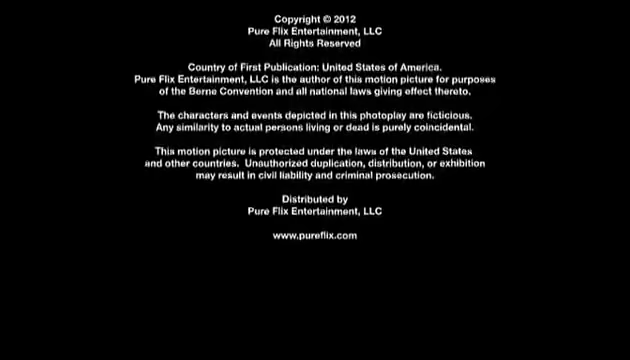 Copyright © 2012
Pure Flix Entertainment, LLC
All Rights Reserved
Country of First Publication: United States of America.
Pure Flix Entertainment, LLC is the author of this motion picture for purposes
of the Berne Convention and all national laws giving effect thereto.
The characters and events depicted in this photoplay are ficticious.
Any similarity to actual persons living or dead is purely coincidental.
This motion picture is protected under the laws of the United States
and other countries. Unauthorized duplication, distribution, or exhibition
may result in civil liability and criminal prosecution.
Distributed by
Pure Flix Entertainment, LLC
www.pureflix.com